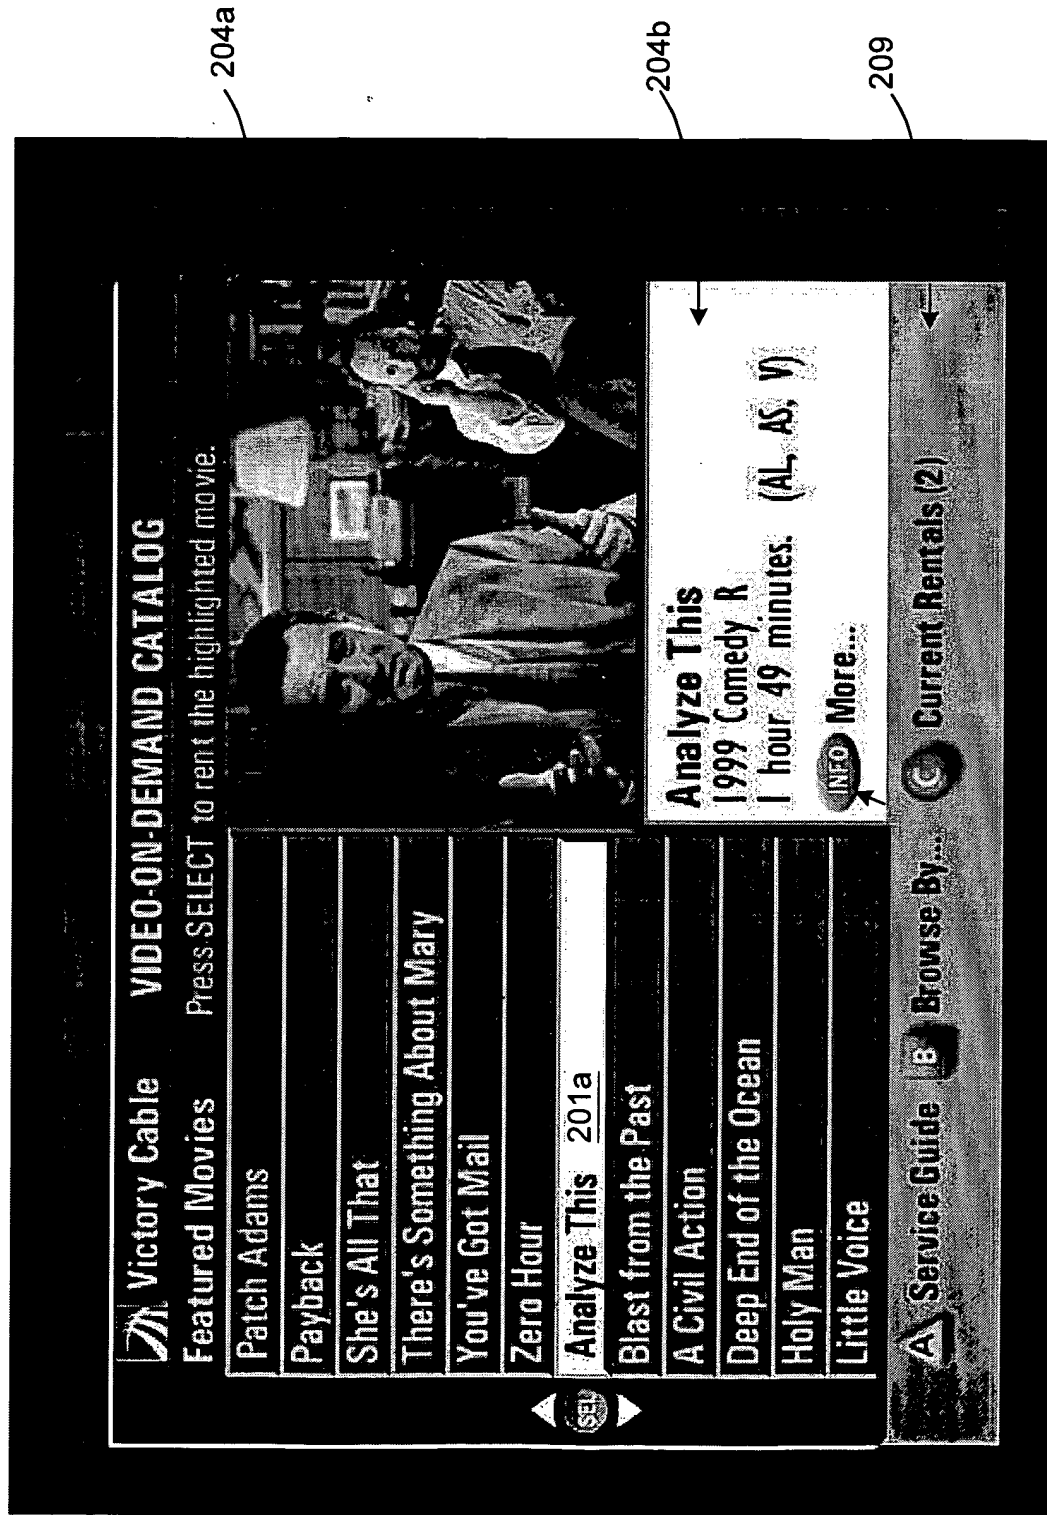 Victory Cable VIDEO-ON-DEMAND CATALOG
Featured Movies Press SELECT to rent the highlighted movie.
Patch Adams
Payback
She's All That
There's Something About Mary
You've Got Mail
Zero Hour
Analyze This 201a
Blast from the Past
A Civil Action
Deep End of the Ocean
Holy Man
Little Voice
SEL
Analyze This
1999 Comedy R
1 hour 49 minutes. (AL, AS, V)
INFO More...
A Service Guide B Browse By... C Current Rentals (2)
204a
204b
209